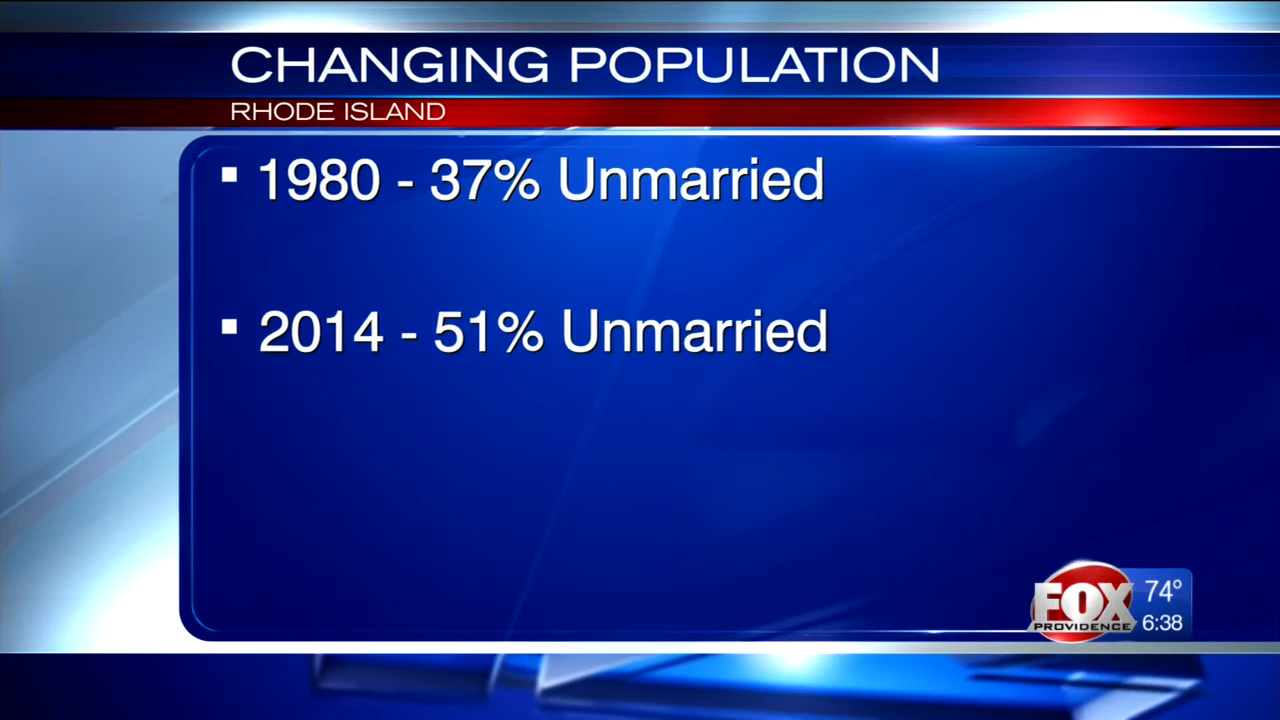 CHANGING POPULATION
RHODE ISLAND
▪ 1980 - 37% Unmarried
▪ 2014 - 51% Unmarried
FOX
PROVIDENCE
74°
6:38